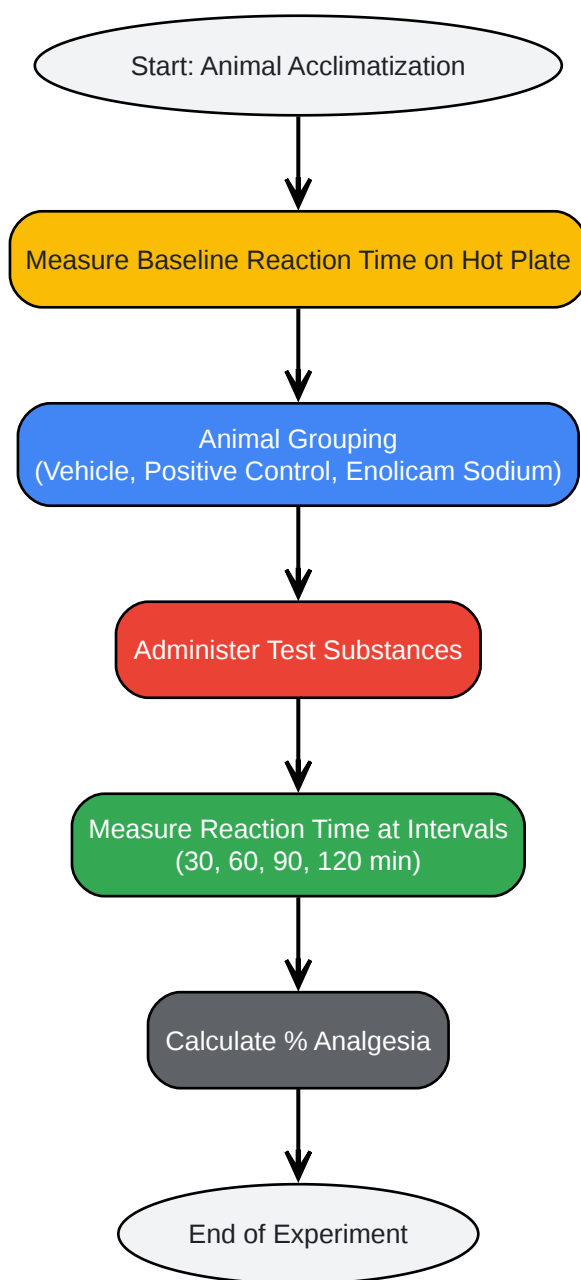 Start: Animal Acclimatization
Measure Baseline Reaction Time on Hot Plate
Animal Grouping
(Vehicle, Positive Control, Enolicam Sodium)
Administer Test Substances
Measure Reaction Time at Intervals
(30, 60, 90, 120 min)
Calculate % Analgesia
End of Experiment